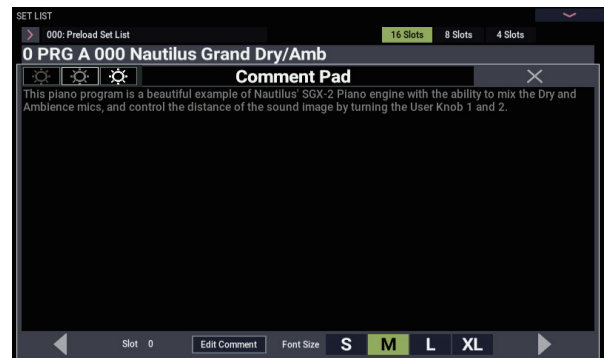 SET LIST
000: Preload Set List 16 Slots 8 Slots 4 Slots
0 PRG A 000 Nautilus Grand Dry/Amb
Comment Pad
This piano program is a beautiful example of Nautilus' SGX-2 Piano engine with the ability to mix the Dry and
Ambience mics, and control the distance of the sound image by turning the User Knob 1 and 2.
Slot 0 Edit Comment Font Size S M L XL